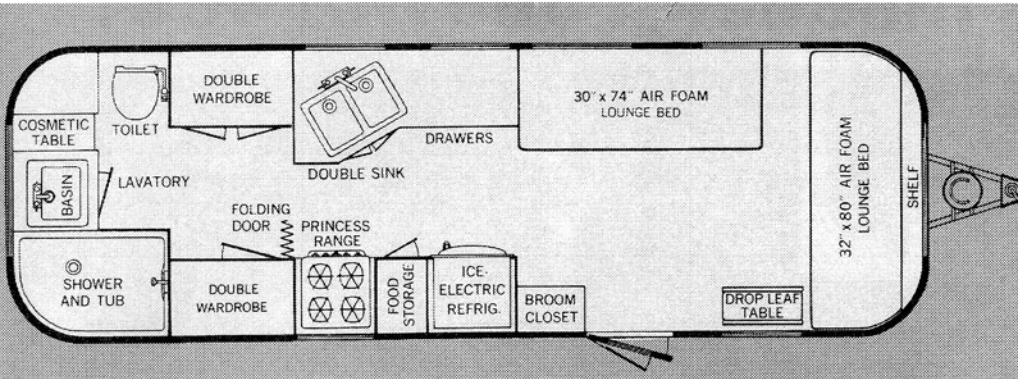 DOUBLE
WARDROBE
TOILET
COSMETIC
TABLE
BASIN
LAVATORY
SHOWER
AND TUB
DOUBLE SINK
DRAWERS
30" x 74" AIR FOAM
LOUNGE BED
32" x 80" AIR FOAM
LOUNGE BED
SHELF
FOLDING
DOOR
PRINCESS
RANGE
DOUBLE
WARDROBE
FOOD
STORAGE
ICE-
ELECTRIC
REFRIG.
BROOM
CLOSET
DROP LEAF
TABLE